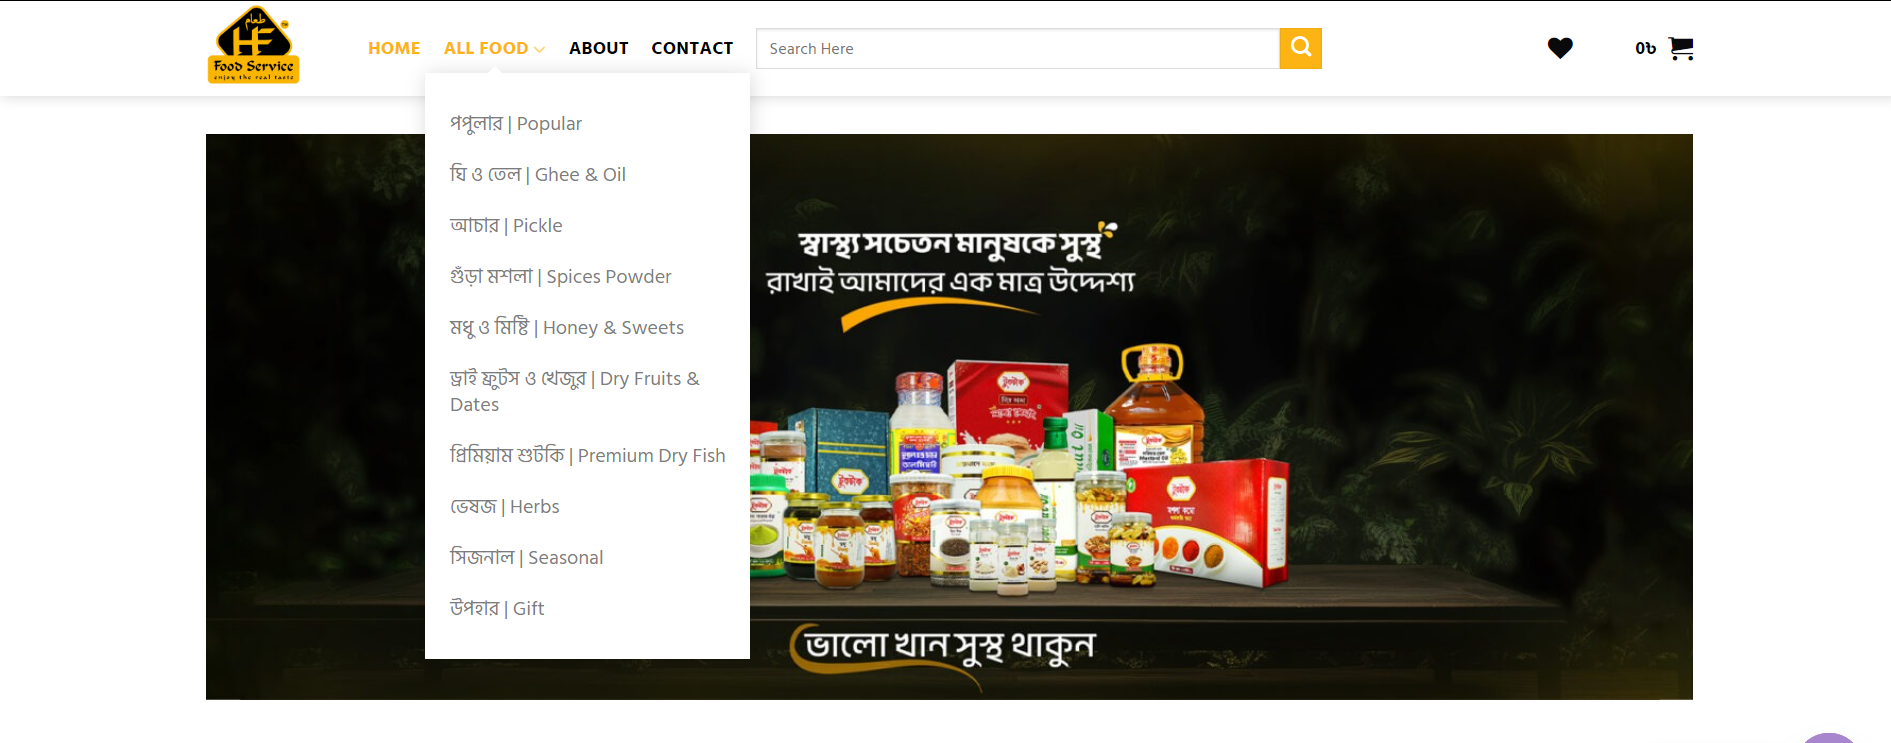 طعام
HF
TM
Food Service
enjoy the real taste
HOME
ALL FOOD
ABOUT
CONTACT
Search Here
0৳
পপুলার | Popular
ঘি ও তেল | Ghee & Oil
আচার | Pickle
গুঁড়া মশলা | Spices Powder
মধু ও মিষ্টি | Honey & Sweets
ড্রাই ফ্রুটস ও খেজুর | Dry Fruits &
Dates
প্রিমিয়াম শুটকি | Premium Dry Fish
ভেষজ | Herbs
সিজনাল | Seasonal
উপহার | Gift
স্বাস্থ্য সচেতন মানুষকে সুস্থ
রাখাই আমাদের এক মাত্র উদ্দেশ্য
ভালো খান সুস্থ থাকুন